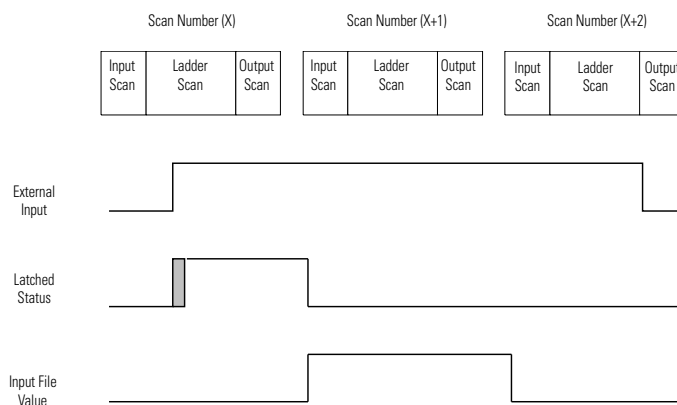 Scan Number (X)
Scan Number (X+1)
Scan Number (X+2)
Input
Scan
Ladder
Scan
Output
Scan
Input
Scan
Ladder
Scan
Output
Scan
Input
Scan
Ladder
Scan
Output
Scan
External
Input
Latched
Status
Input File
Value